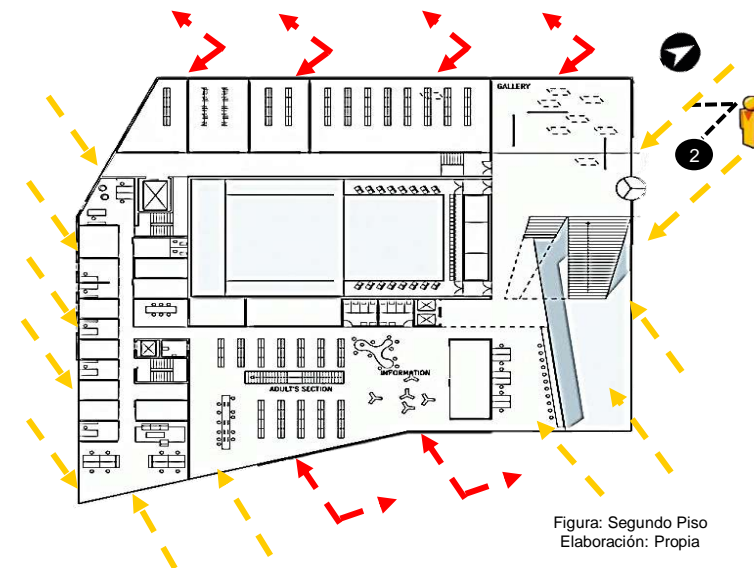 GALLERY
2
INFORMATION
ADULT'S SECTION
Figura: Segundo Piso
Elaboración: Propia